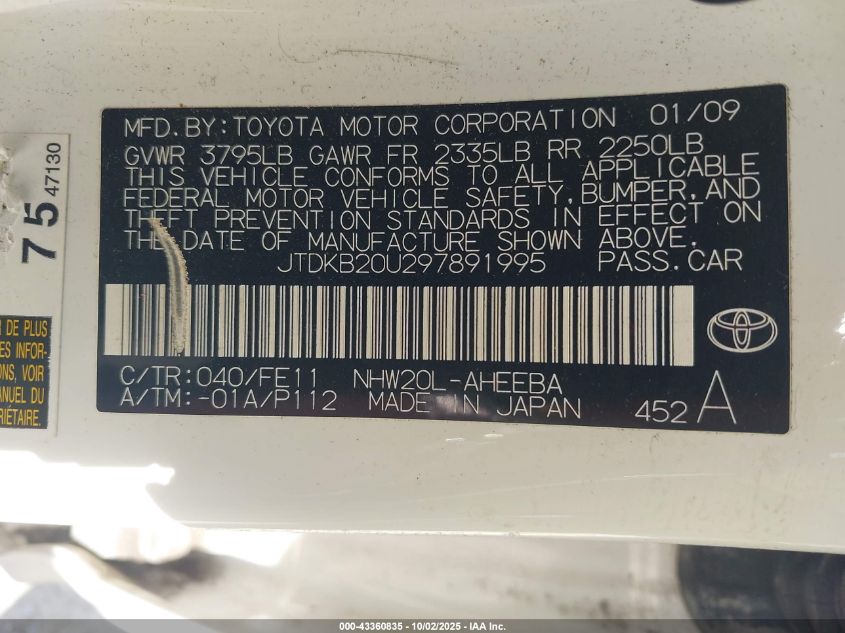 MFD. BY: TOYOTA MOTOR CORPORATION 01/09
GVWR 3795LB GAWR FR 2335LB RR 2250LB
THIS VEHICLE CONFORMS TO ALL APPLICABLE
FEDERAL MOTOR VEHICLE SAFETY, BUMPER, AND
THEFT PREVENTION STANDARDS IN EFFECT ON
THE DATE OF MANUFACTURE SHOWN ABOVE.
JTDKB20U297891995 PASS.CAR
C/TR: 040/FE11 NHW20L-AHEEBA
A/TM: -01A/P112 MADE IN JAPAN 452 A
75 47130
N DE PLUS
ES INFOR-
ONS, VOIR
ANUEL DU
RIÉTAIRE.
000-43360835 - 10/02/2025 - IAA Inc.